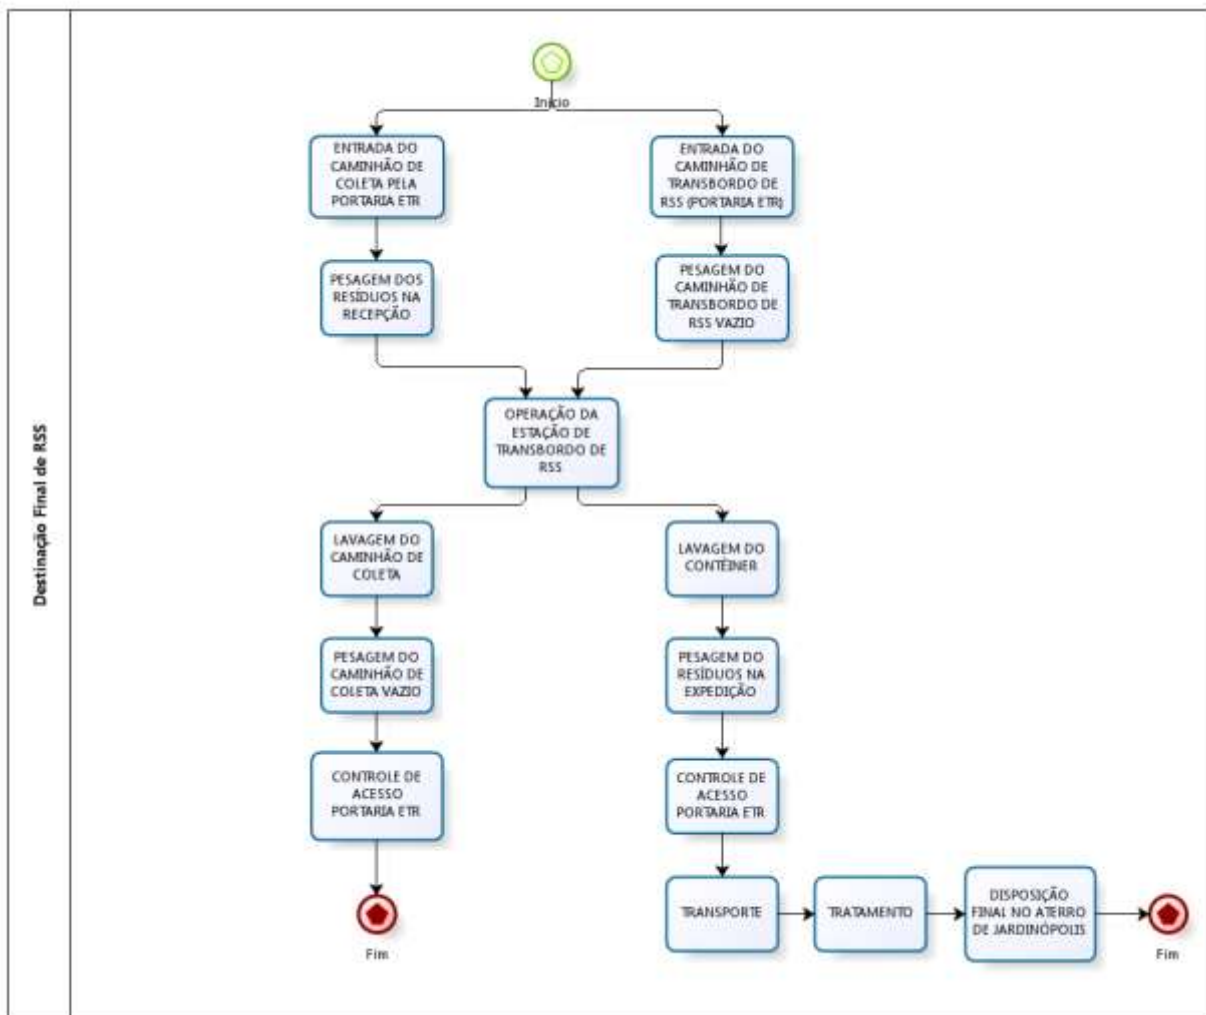 Destinação Final de RSS
Início
ENTRADA DO
CAMINHÃO DE
COLETA PELA
PORTARIA ETR
ENTRADA DO
CAMINHÃO DE
TRANSBORDO DE
RSS (PORTARIA ETR)
PESAGEM DOS
RESÍDUOS NA
RECEPÇÃO
PESAGEM DO
CAMINHÃO DE
TRANSBORDO DE
RSS VAZIO
OPERAÇÃO DA
ESTAÇÃO DE
TRANSBORDO DE
RSS
LAVAGEM DO
CAMINHÃO DE
COLETA
LAVAGEM DO
CONTÊINER
PESAGEM DO
CAMINHÃO DE
COLETA VAZIO
PESAGEM DO
RESÍDUOS NA
EXPEDIÇÃO
CONTROLE DE
ACESSO
PORTARIA ETR
CONTROLE DE
ACESSO
PORTARIA ETR
Fim
TRANSPORTE
TRATAMENTO
DISPOSIÇÃO
FINAL NO ATERRO
DE JARDINÓPOLIS
Fim